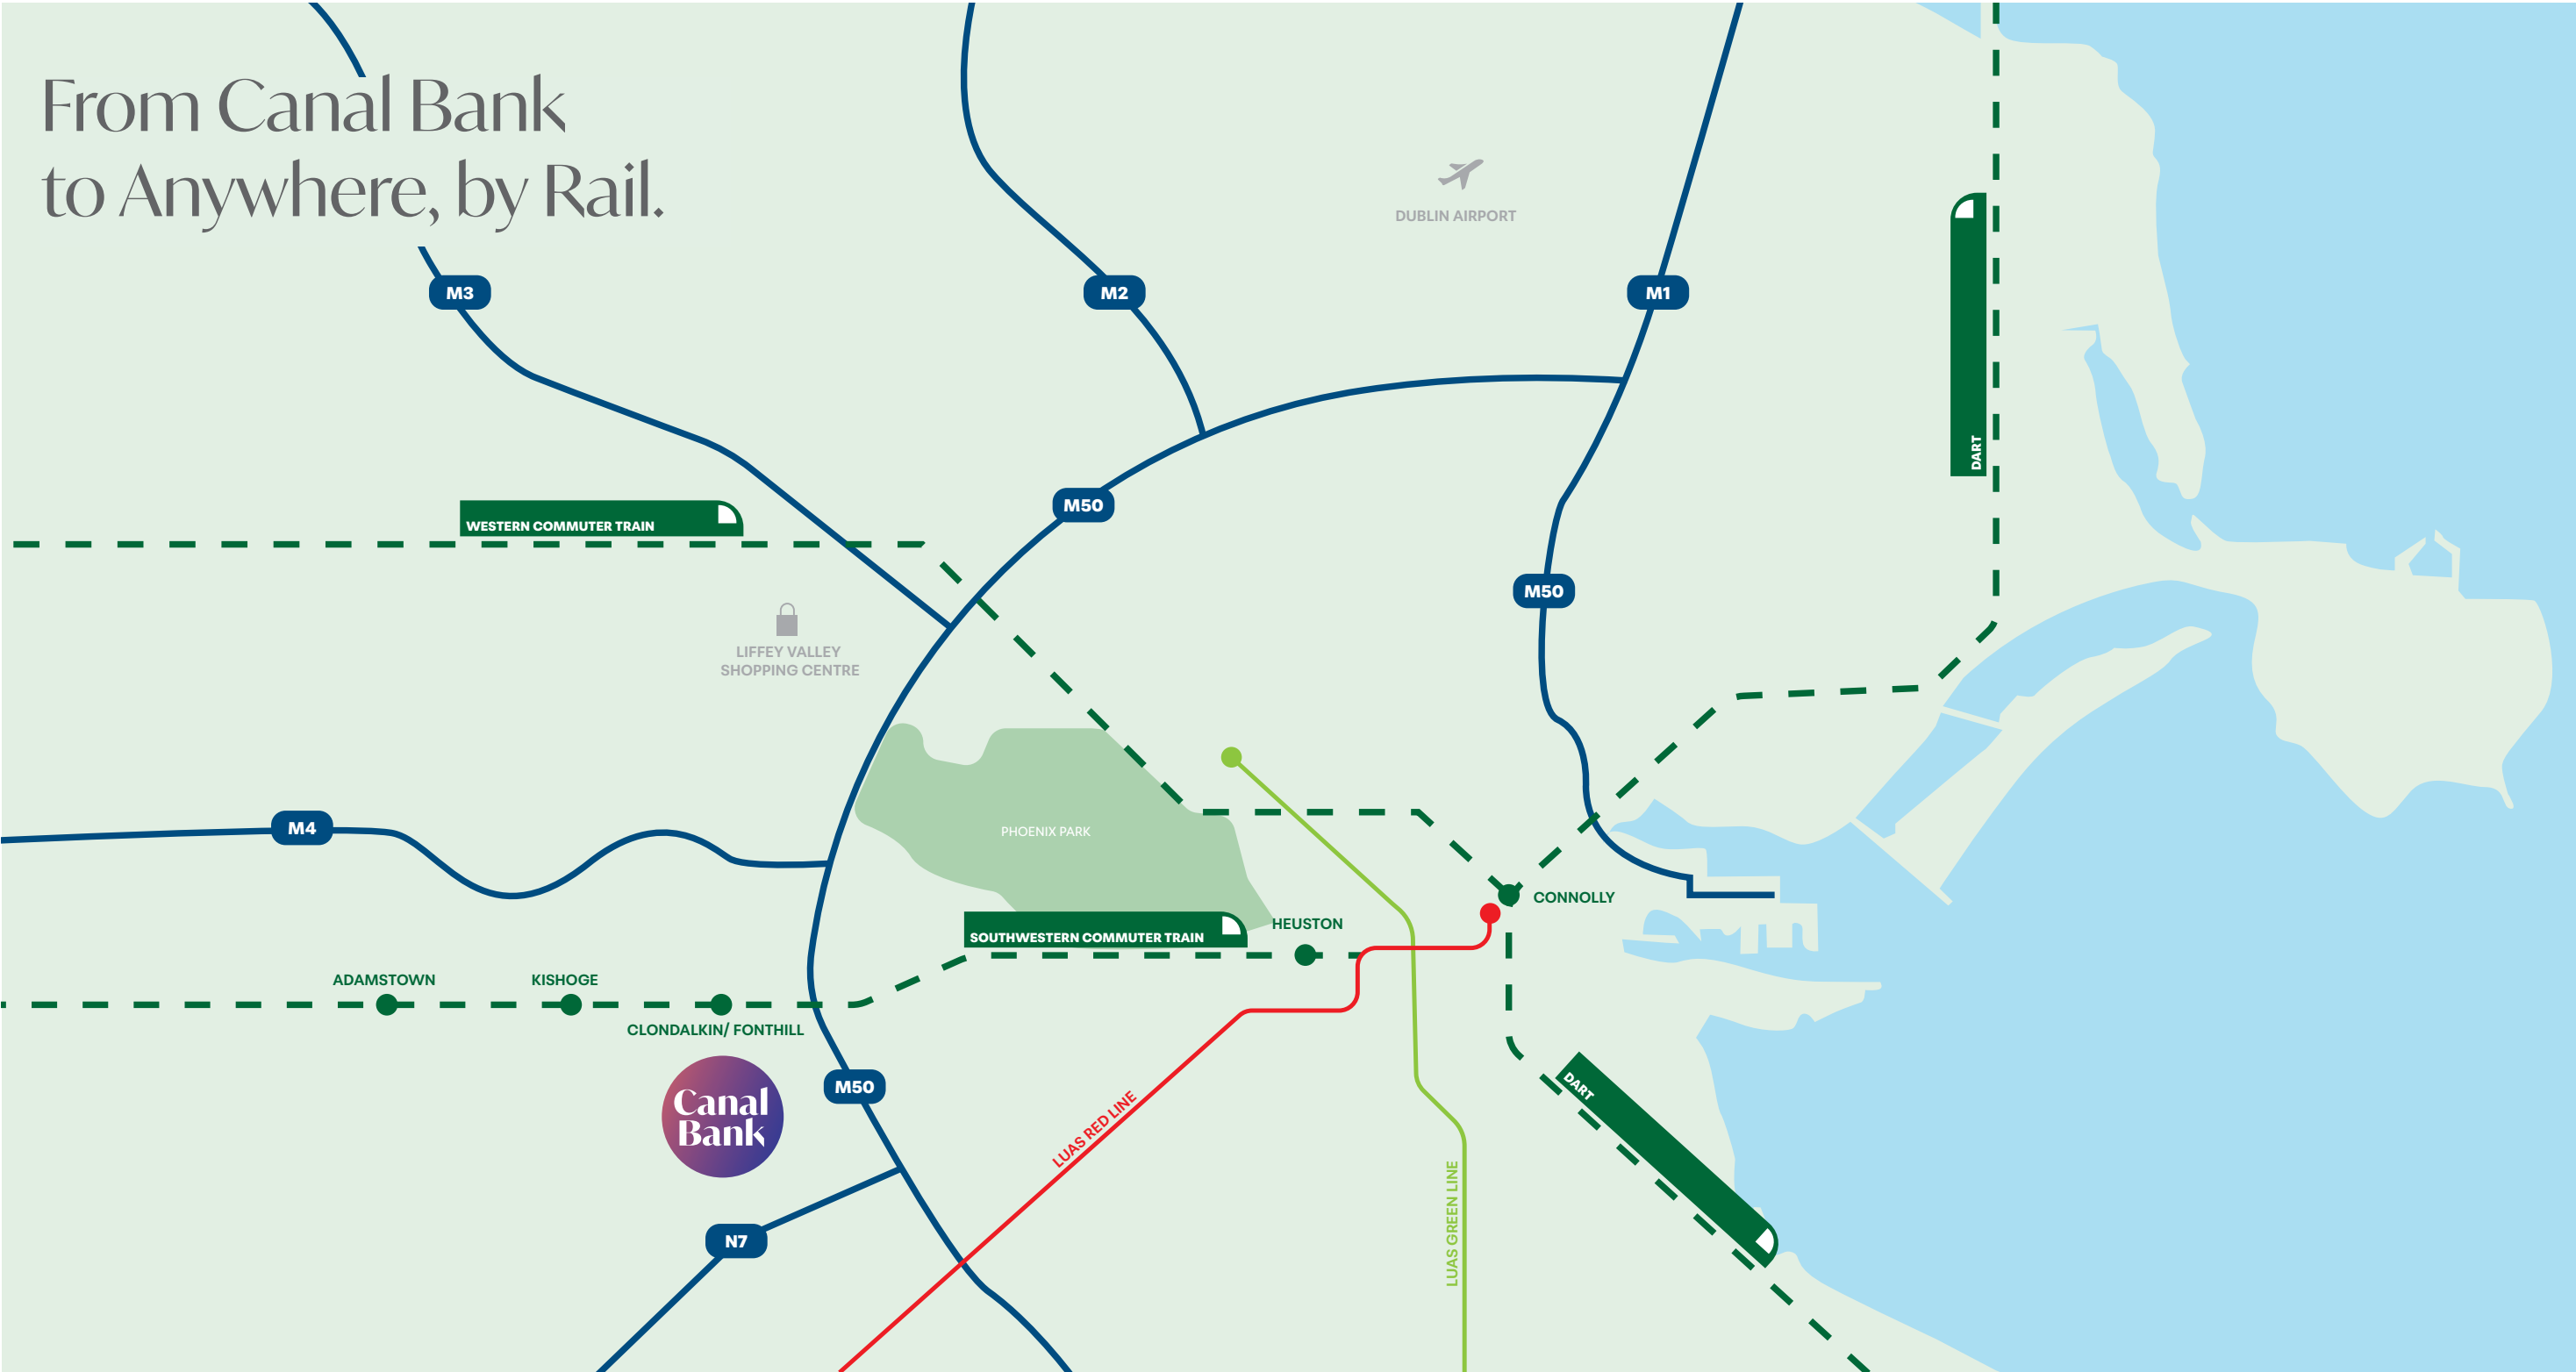 From Canal Bank
to Anywhere, by Rail.
DUBLIN AIRPORT
M3
M2
M1
DART
M50
WESTERN COMMUTER TRAIN
M50
LIFFEY VALLEY
SHOPPING CENTRE
M4
PHOENIX PARK
CONNOLLY
HEUSTON
SOUTHWESTERN COMMUTER TRAIN
ADAMSTOWN
KISHOGE
CLONDALKIN/ FONTHILL
M50
DART
Canal
Bank
LUAS RED LINE
LUAS GREEN LINE
N7